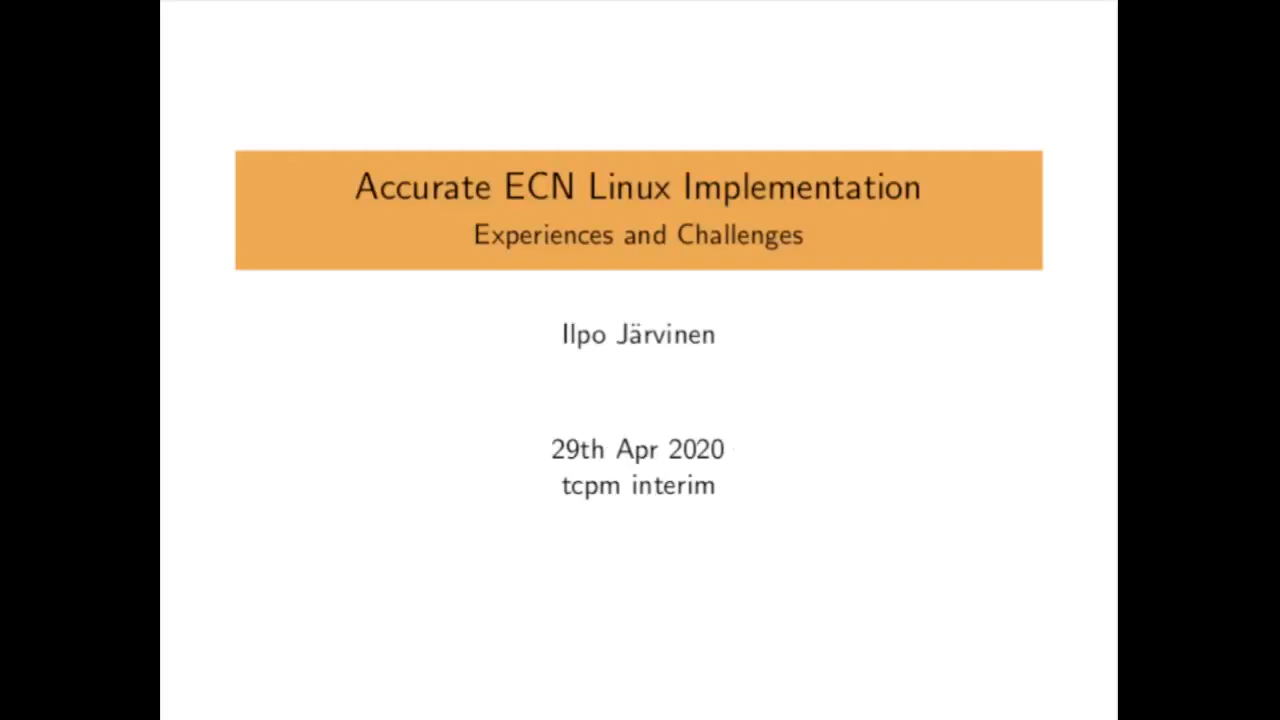 Accurate ECN Linux Implementation
Experiences and Challenges
Ilpo Järvinen
29th Apr 2020
tcpm interim